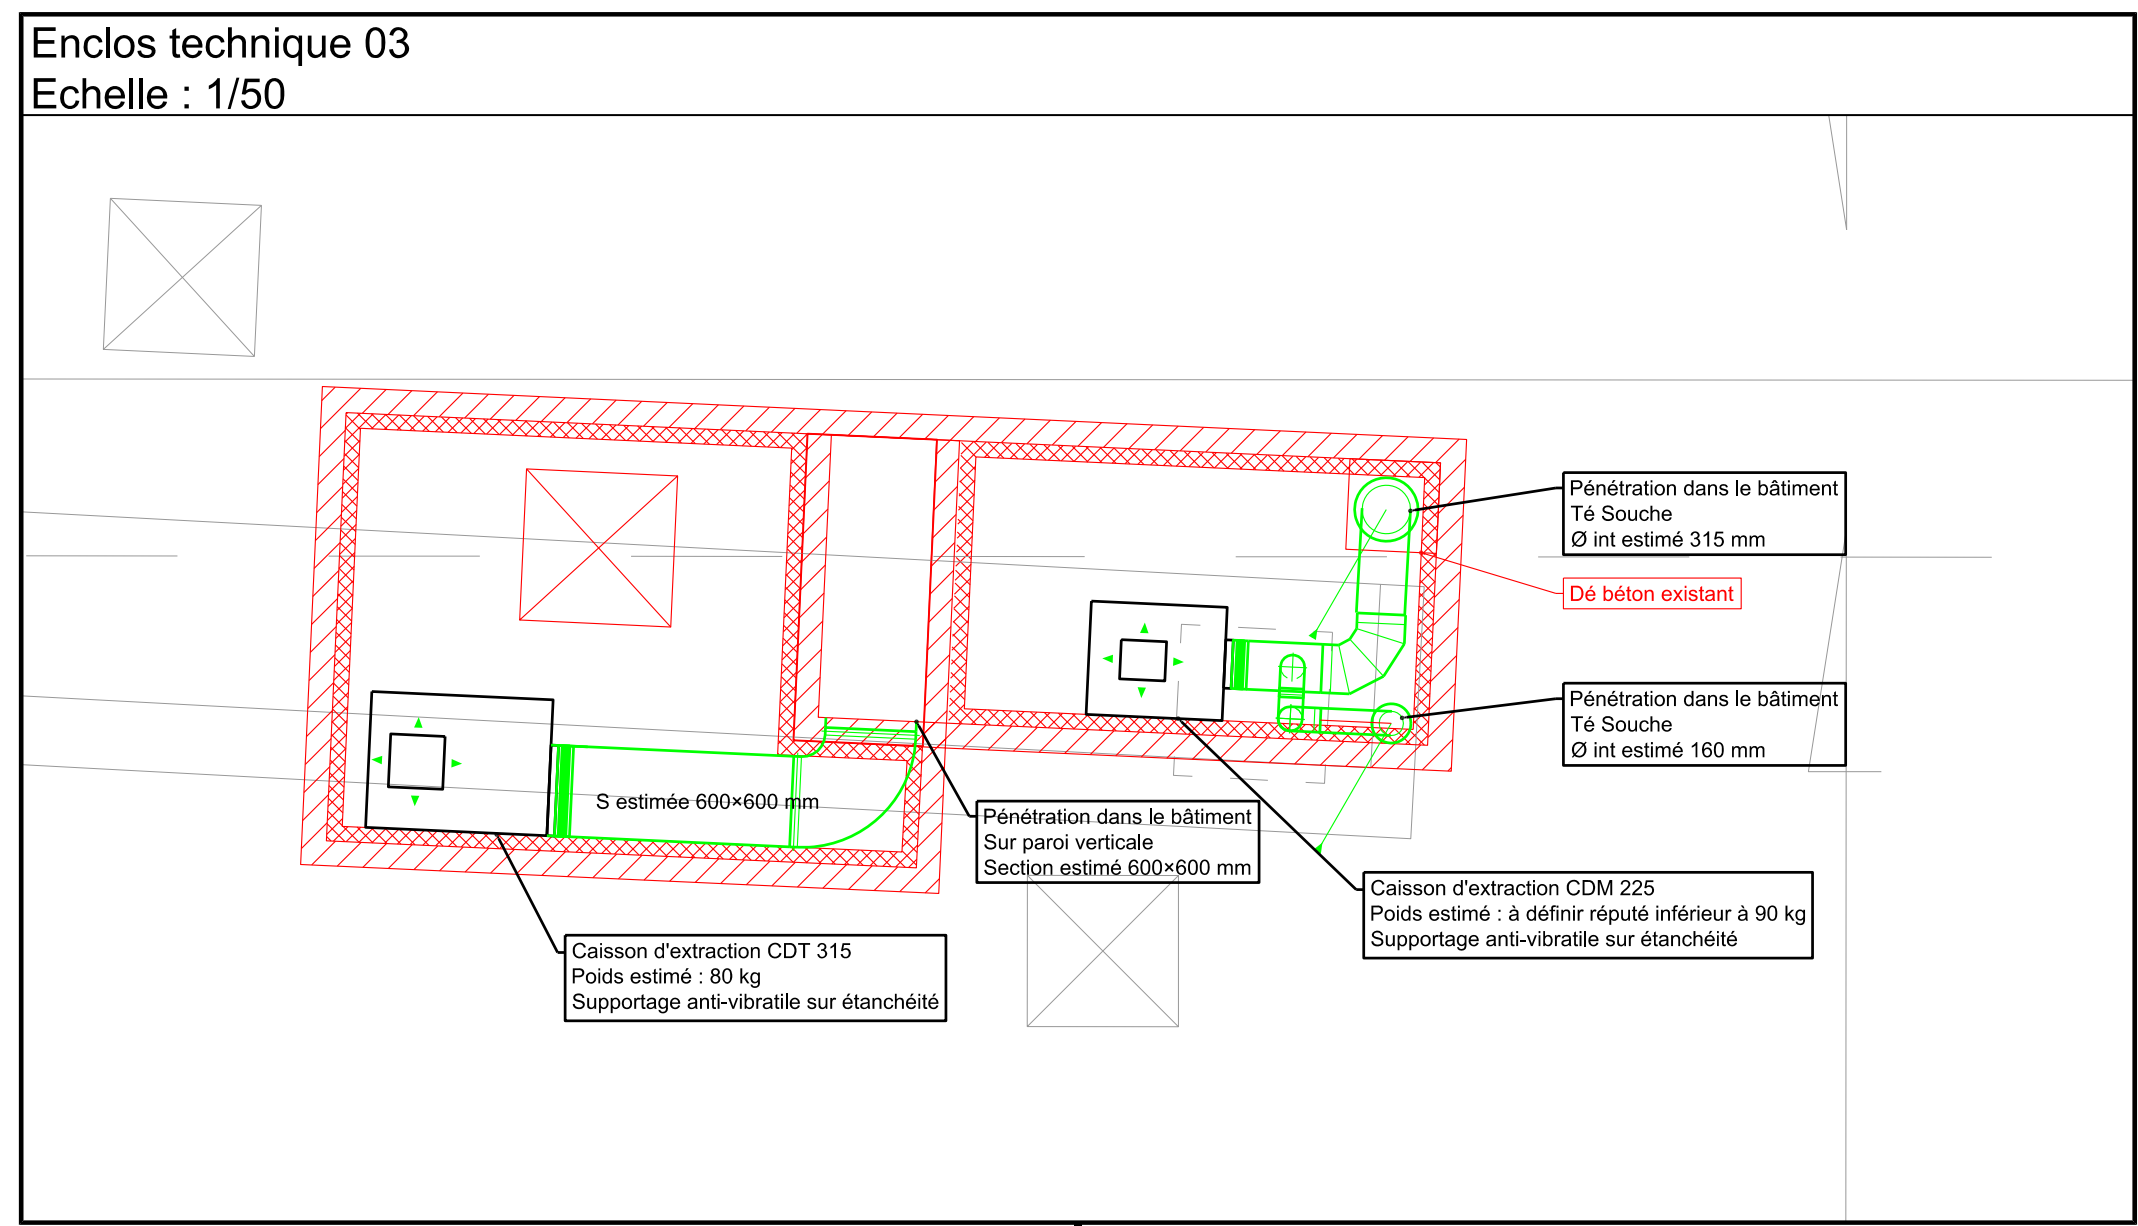 Enclos technique 03
Echelle : 1/50
Pénétration dans le bâtiment
Té Souche
Ø int estimé 315 mm
Dé béton existant
Pénétration dans le bâtiment
Té Souche
Ø int estimé 160 mm
S estimée 600×600 mm
Pénétration dans le bâtiment
Sur paroi verticale
Section estimé 600×600 mm
Caisson d'extraction CDM 225
Poids estimé : à définir réputé inférieur à 90 kg
Supportage anti-vibratile sur étanchéité
Caisson d'extraction CDT 315
Poids estimé : 80 kg
Supportage anti-vibratile sur étanchéité